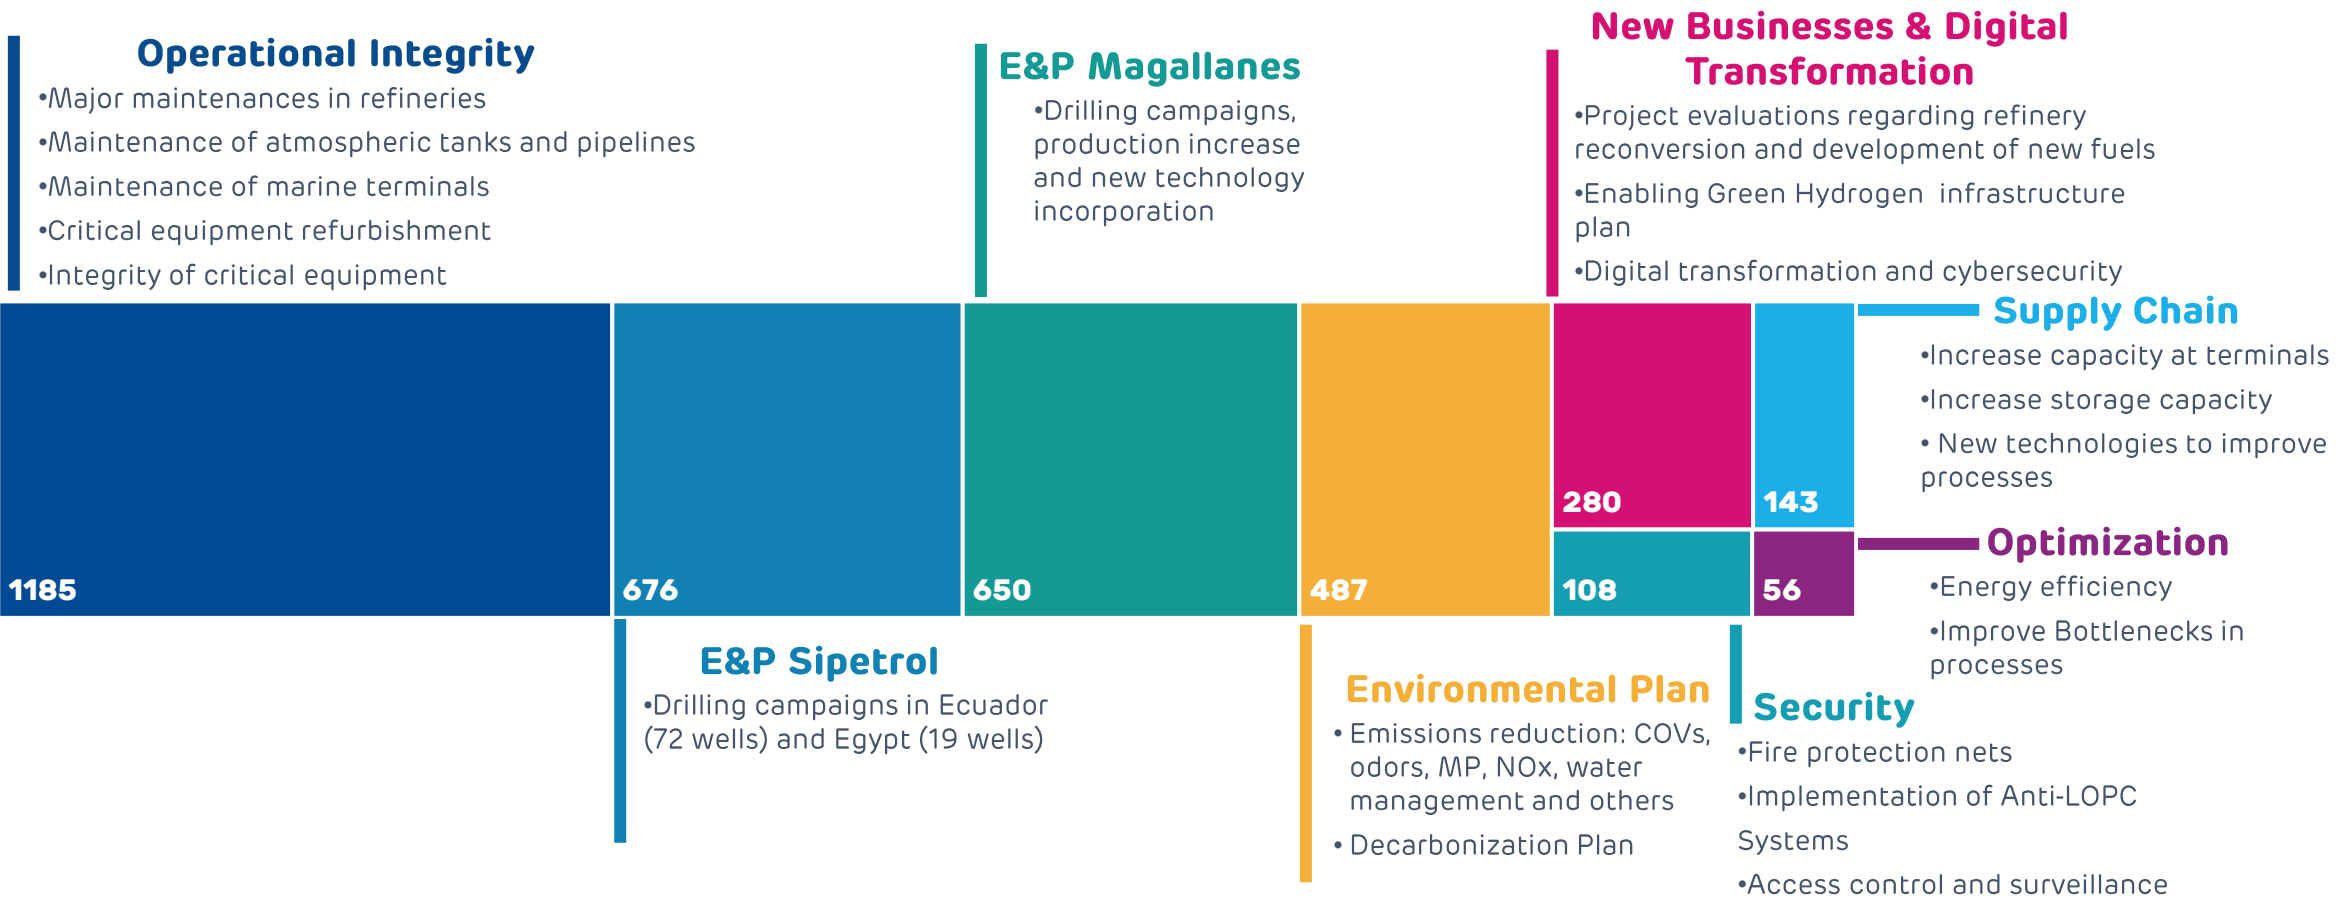 Operational Integrity
•Major maintenances in refineries
•Maintenance of atmospheric tanks and pipelines
•Maintenance of marine terminals
•Critical equipment refurbishment
•Integrity of critical equipment
E&P Magallanes
•Drilling campaigns,
production increase
and new technology
incorporation
New Businesses & Digital
Transformation
•Project evaluations regarding refinery
reconversion and development of new fuels
•Enabling Green Hydrogen  infrastructure
plan
•Digital transformation and cybersecurity
1185
676
650
487
280
143
108
56
Supply Chain
•Increase capacity at terminals
•Increase storage capacity
• New technologies to improve
processes
Optimization
•Energy efficiency
•Improve Bottlenecks in
processes
E&P Sipetrol
•Drilling campaigns in Ecuador
(72 wells) and Egypt (19 wells)
Environmental Plan
• Emissions reduction: COVs,
odors, MP, NOx, water
management and others
• Decarbonization Plan
Security
•Fire protection nets
•Implementation of Anti-LOPC
Systems
•Access control and surveillance